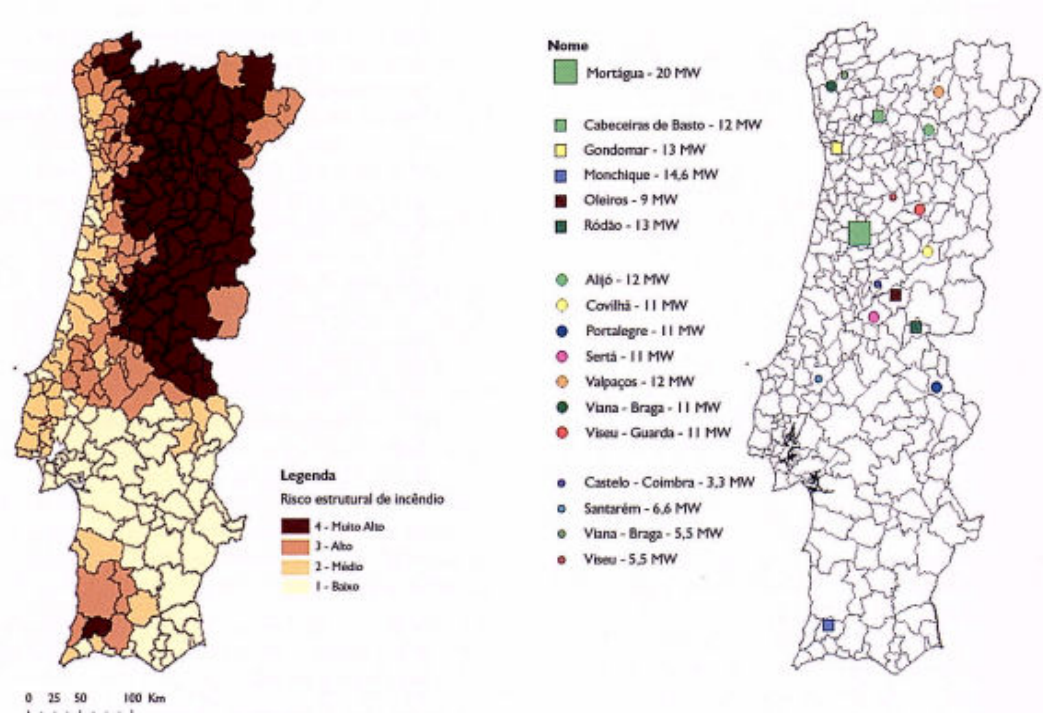 Legenda
Risco estrutural de incêndio
4 - Muito Alto
3 - Alto
2 - Médio
1 - Baixo
0 25 50 100 Km
Nome
Mortágua - 20 MW
Cabeceiras de Basto - 12 MW
Gondomar - 13 MW
Monchique - 14,6 MW
Oleiros - 9 MW
Ródão - 13 MW
Alijó - 12 MW
Covilhã - 11 MW
Portalegre - 11 MW
Sertã - 11 MW
Valpaços - 12 MW
Viana - Braga - 11 MW
Viseu - Guarda - 11 MW
Castelo - Coimbra - 3,3 MW
Santarém - 6,6 MW
Viana - Braga - 5,5 MW
Viseu - 5,5 MW